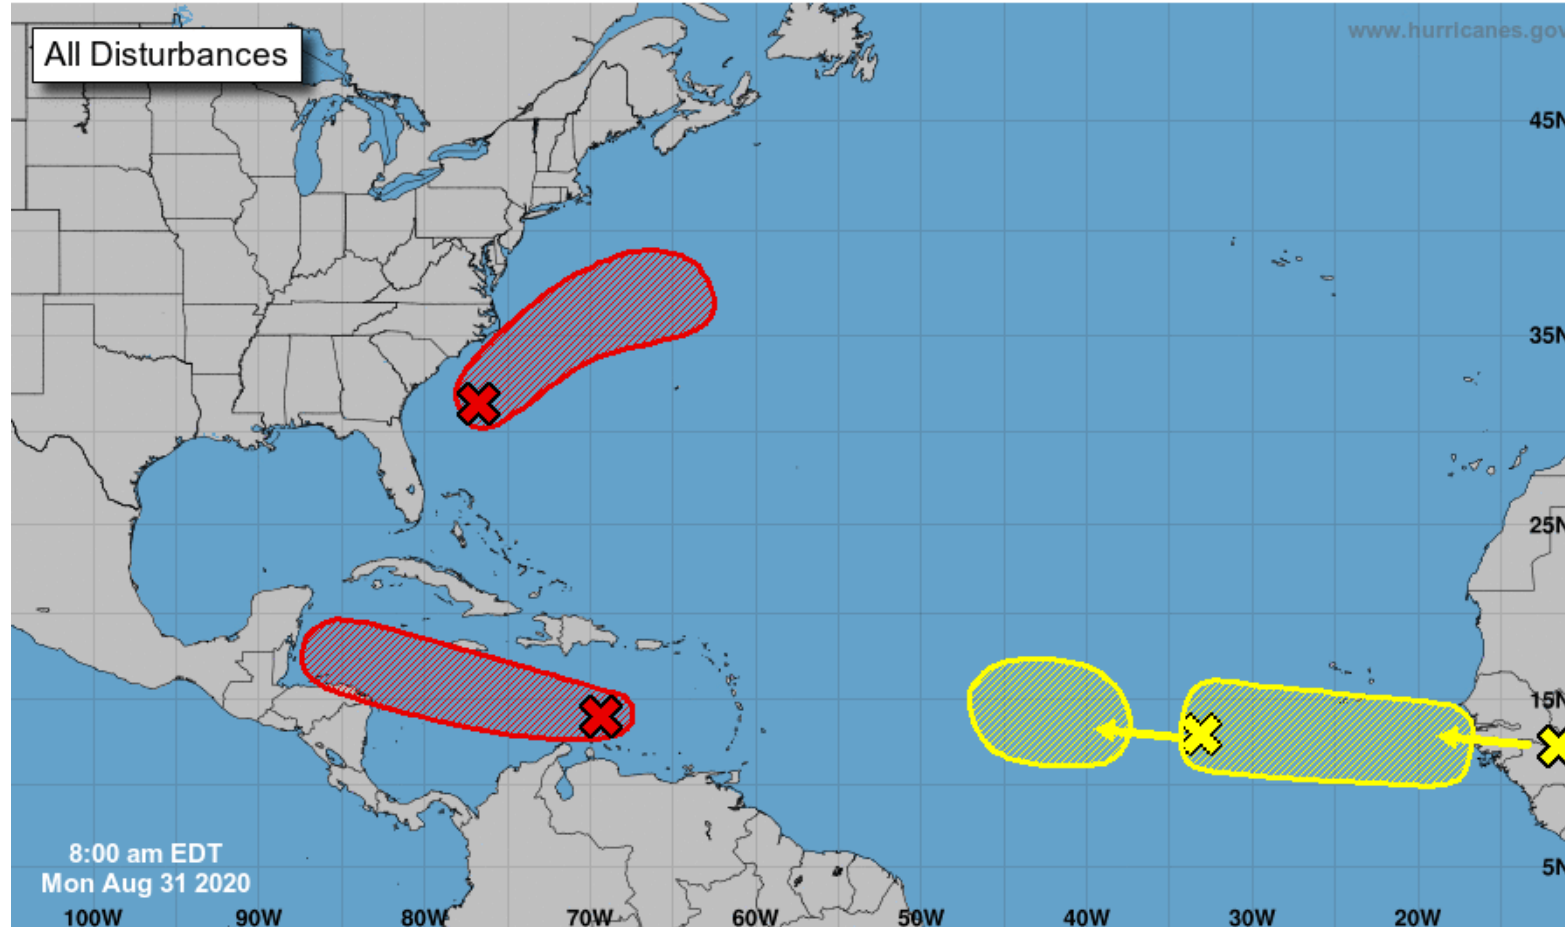 All Disturbances
www.hurricanes.gov
45N
35N
25N
15N
5N
8:00 am EDT
Mon Aug 31 2020
100W 90W 80W 70W 60W 50W 40W 30W 20W